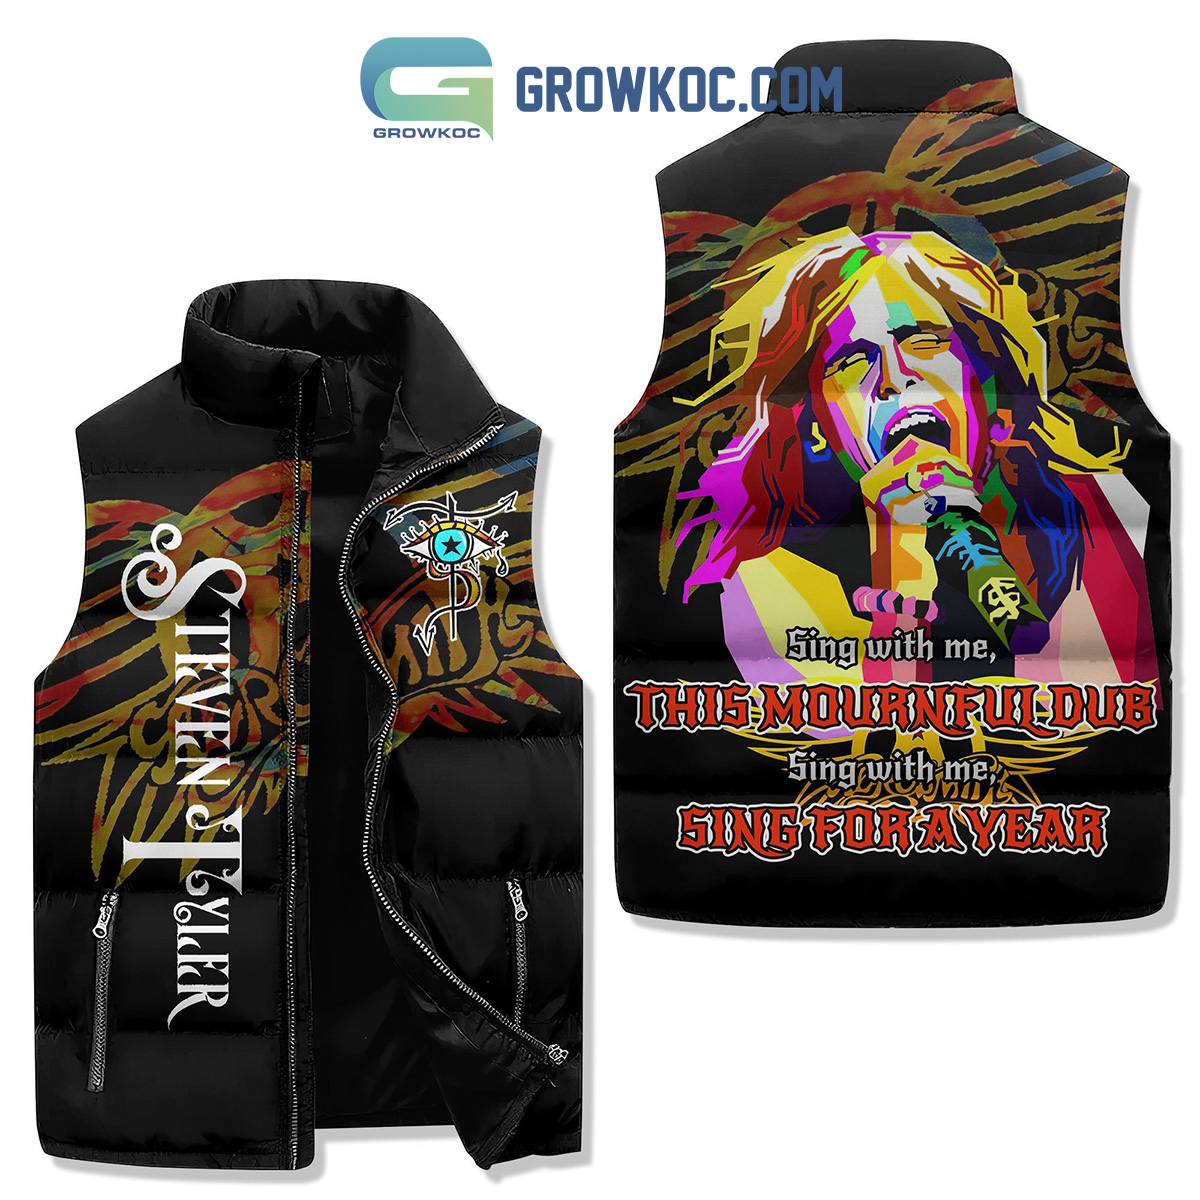 GROWKOC.COM
GROWKOC
STEVEN TYLER
Sing with me,
THIS MOURNFUL DUB
Sing with me,
SING FOR A YEAR